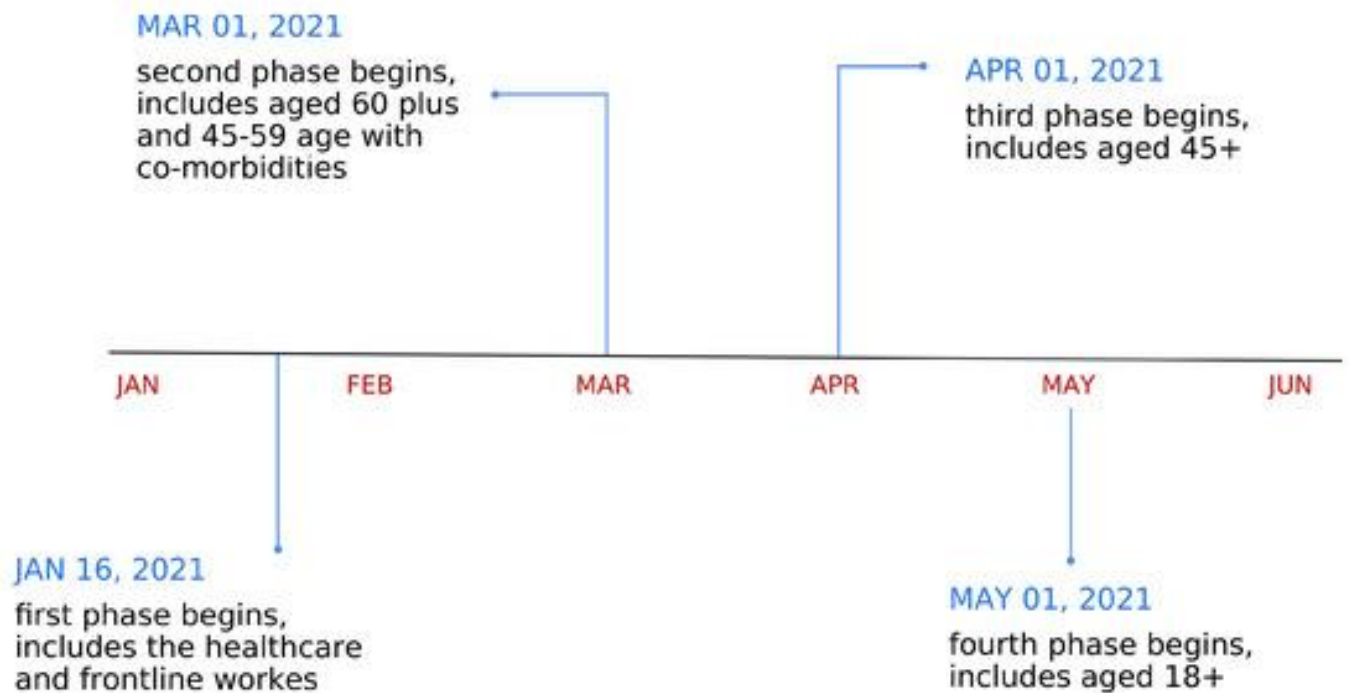 MAR 01, 2021
second phase begins,
includes aged 60 plus
and 45-59 age with
co-morbidities
APR 01, 2021
third phase begins,
includes aged 45+
JAN
FEB
MAR
APR
MAY
JUN
JAN 16, 2021
first phase begins,
includes the healthcare
and frontline workes
MAY 01, 2021
fourth phase begins,
includes aged 18+